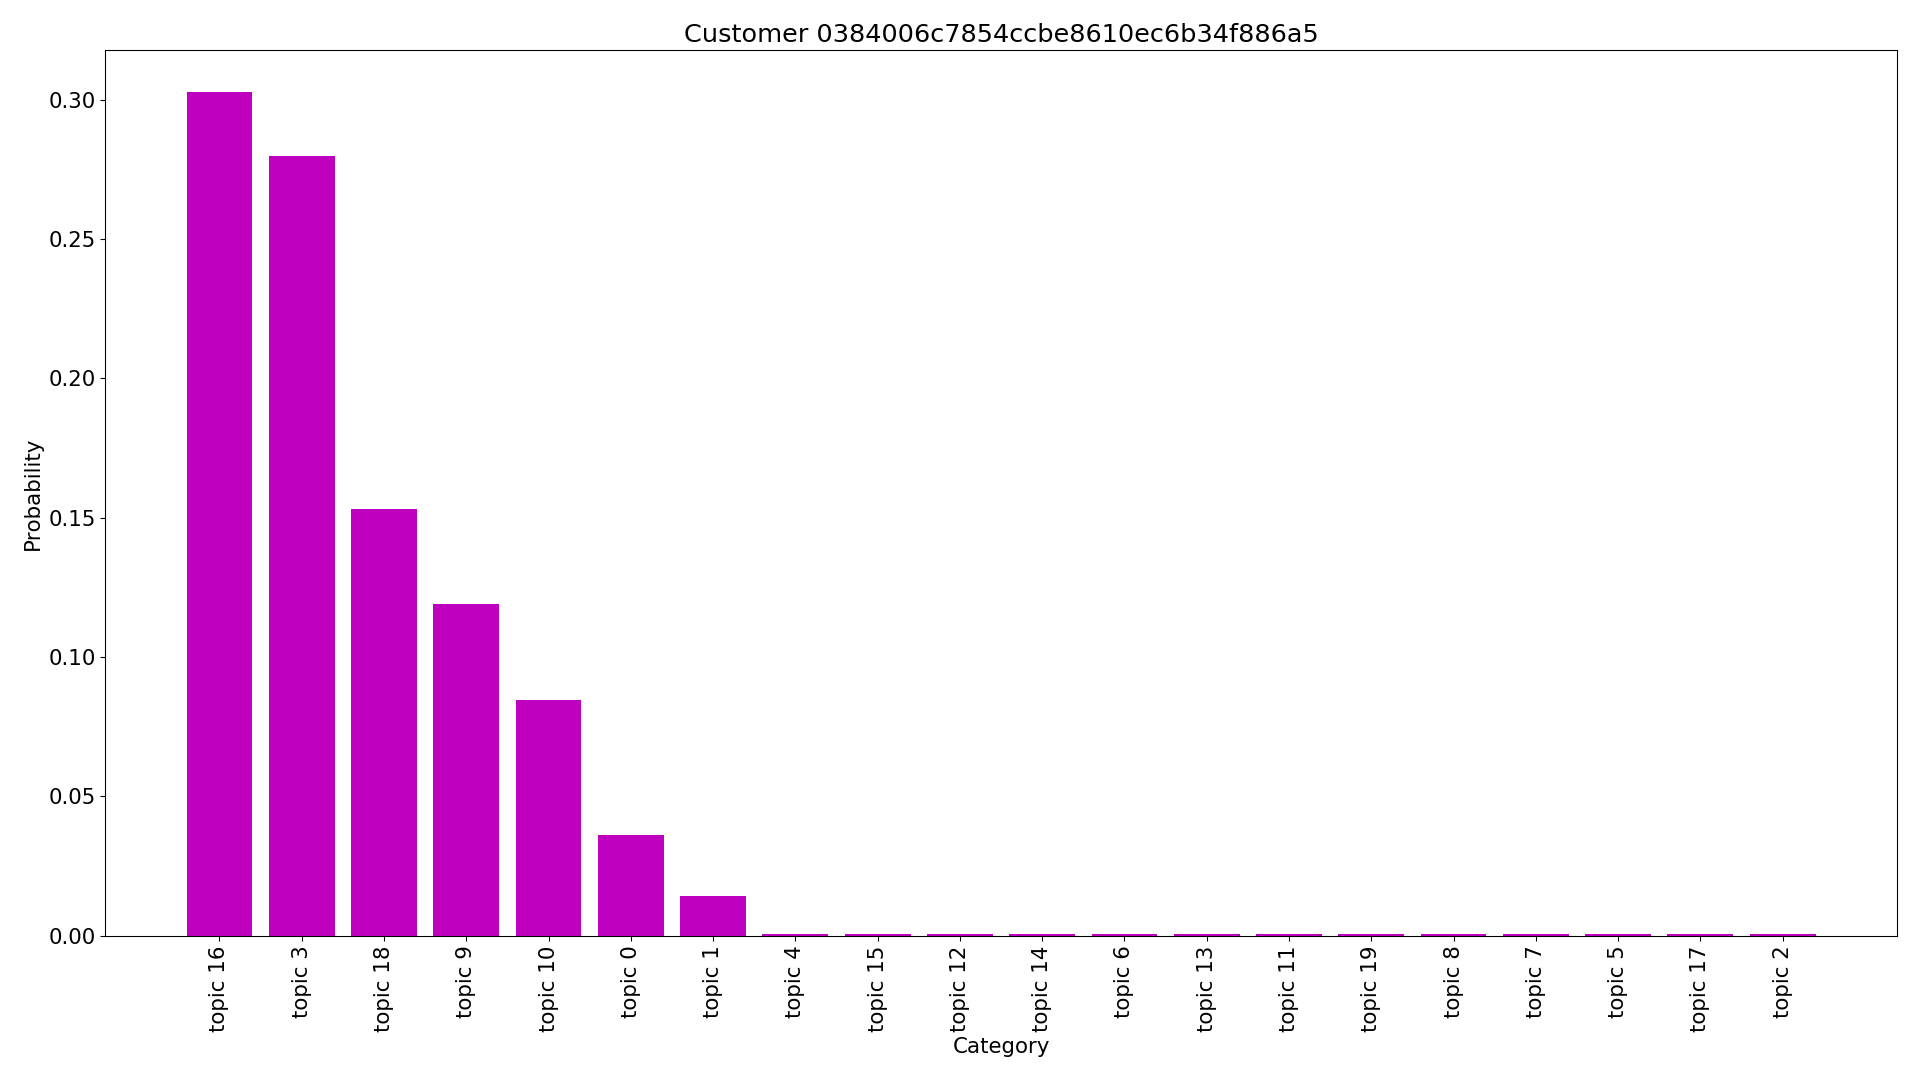 Customer 0384006c7854ccbe8610ec6b34f886a5
0.30
0.25
0.20
0.15
0.10
0.05
0.00
Probability
topic 16
topic 3
topic 18
topic 9
topic 10
topic 0
topic 1
topic 4
topic 15
topic 12
topic 14
topic 6
topic 13
topic 11
topic 19
topic 8
topic 7
topic 5
topic 17
topic 2
Category